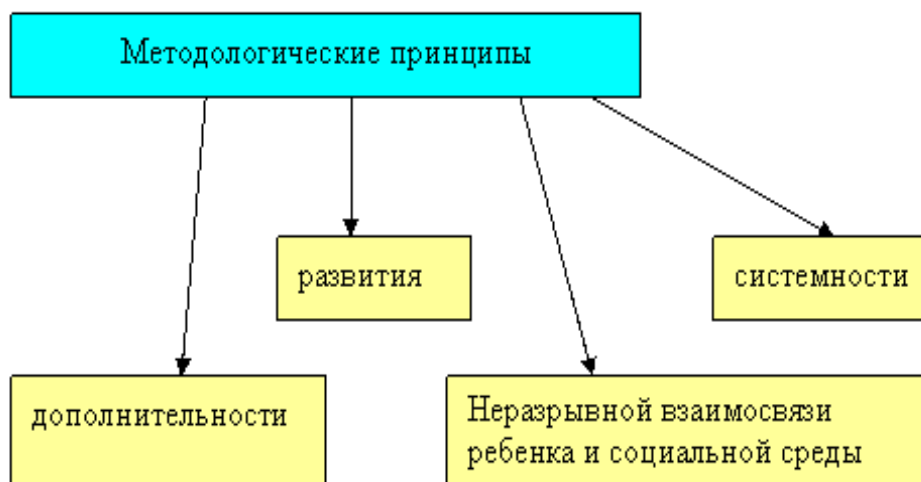 Методологические принципы
развития
системности
дополнительности
Неразрывной взаимосвязи
ребенка и социальной среды